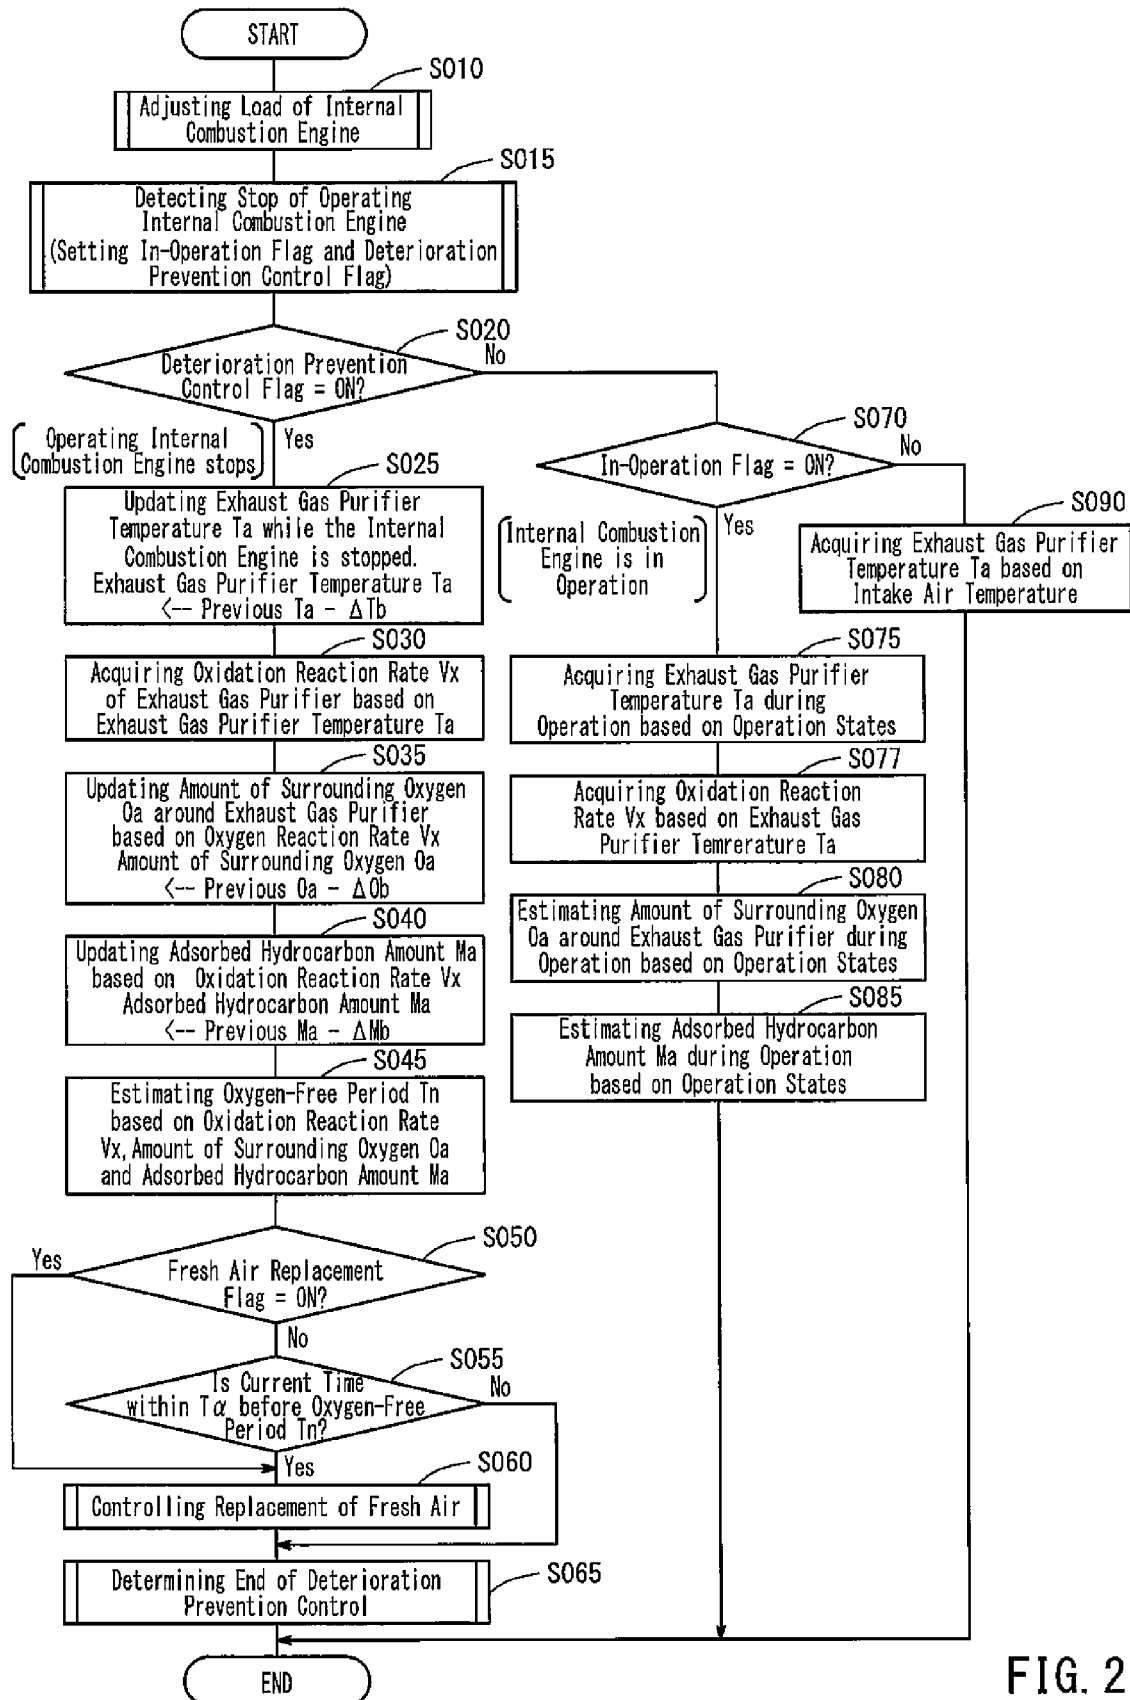 START
S010
Adjusting Load of Internal
Combustion Engine
S015
Detecting Stop of Operating
Internal Combustion Engine
(Setting In-Operation Flag and Deterioration
Prevention Control Flag)
S020
Deterioration Prevention
Control Flag = ON?
No
Yes
Operating Internal
Combustion Engine stops
S025
Updating Exhaust Gas Purifier
Temperature Ta while the Internal
Combustion Engine is stopped.
Exhaust Gas Purifier Temperature Ta
<-- Previous Ta - ΔTb
S030
Acquiring Oxidation Reaction Rate Vx
of Exhaust Gas Purifier based on
Exhaust Gas Purifier Temperature Ta
S035
Updating Amount of Surrounding Oxygen
Oa around Exhaust Gas Purifier
based on Oxygen Reaction Rate Vx
Amount of Surrounding Oxygen Oa
<-- Previous Oa - ΔOb
S040
Updating Adsorbed Hydrocarbon Amount Ma
based on Oxidation Reaction Rate Vx
Adsorbed Hydrocarbon Amount Ma
<-- Previous Ma - ΔMb
S045
Estimating Oxygen-Free Period Tn
based on Oxidation Reaction Rate
Vx, Amount of Surrounding Oxygen Oa
and Adsorbed Hydrocarbon Amount Ma
S050
Yes
Fresh Air Replacement
Flag = ON?
No
S055
Is Current Time
within Tα before Oxygen-Free
Period Tn?
No
Yes
S060
Controlling Replacement of Fresh Air
S065
Determining End of Deterioration
Prevention Control
END
S070
In-Operation Flag = ON?
No
Yes
Internal Combustion
Engine is in
Operation
S090
Acquiring Exhaust Gas Purifier
Temperature Ta based on
Intake Air Temperature
S075
Acquiring Exhaust Gas Purifier
Temperature Ta during
Operation based on Operation States
S077
Acquiring Oxidation Reaction
Rate Vx based on Exhaust Gas
Purifier Temrerature Ta
S080
Estimating Amount of Surrounding Oxygen
Oa around Exhaust Gas Purifier during
Operation based on Operation States
S085
Estimating Adsorbed Hydrocarbon
Amount Ma during Operation
based on Operation States
FIG. 2